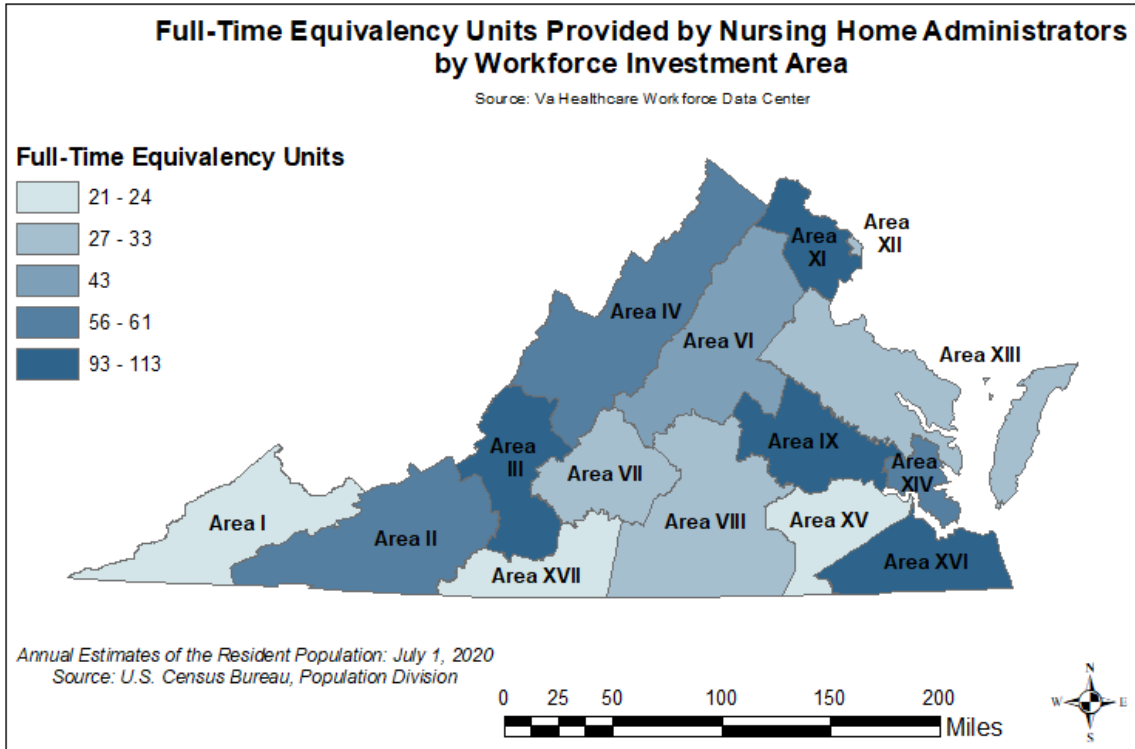 Full-Time Equivalency Units Provided by Nursing Home Administrators
by Workforce Investment Area
Source: Va Healthcare Workforce Data Center
Full-Time Equivalency Units
21 - 24
27 - 33
43
56 - 61
93 - 113
Area
XII
Area
XI
Area IV
Area VI
Area XIII
Area
III
Area IX
Area VII
Area
XIV
Area I
Area II
Area VIII
Area XV
Area XVII
Area XVI
Annual Estimates of the Resident Population: July 1, 2020
Source: U.S. Census Bureau, Population Division
0 25 50 100 150 200
Miles
N
W E
S